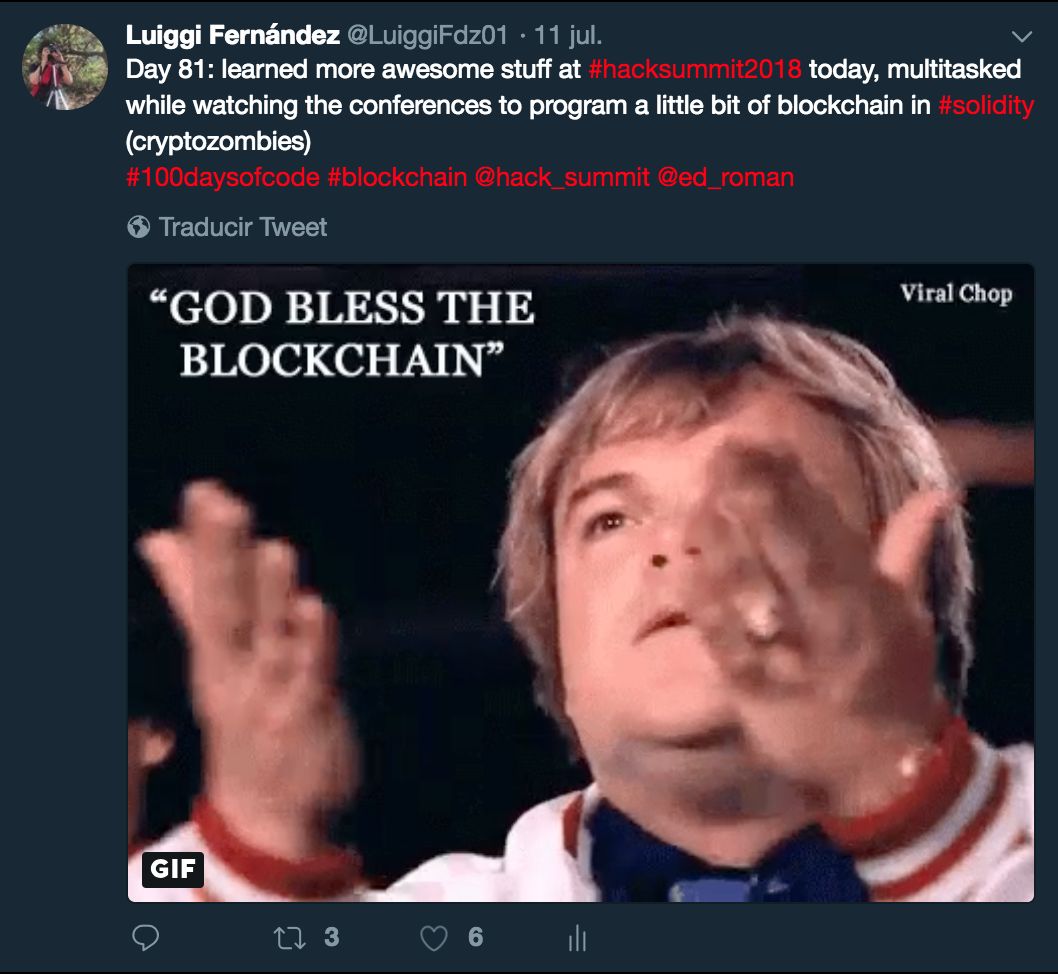 Luiggi Fernández @LuiggiFdz01 · 11 jul.
Day 81: learned more awesome stuff at #hacksummit2018 today, multitasked
while watching the conferences to program a little bit of blockchain in #solidity
(cryptozombies)
#100daysofcode #blockchain @hack_summit @ed_roman
Traducir Tweet
“GOD BLESS THE
BLOCKCHAIN”
Viral Chop
GIF
3 6